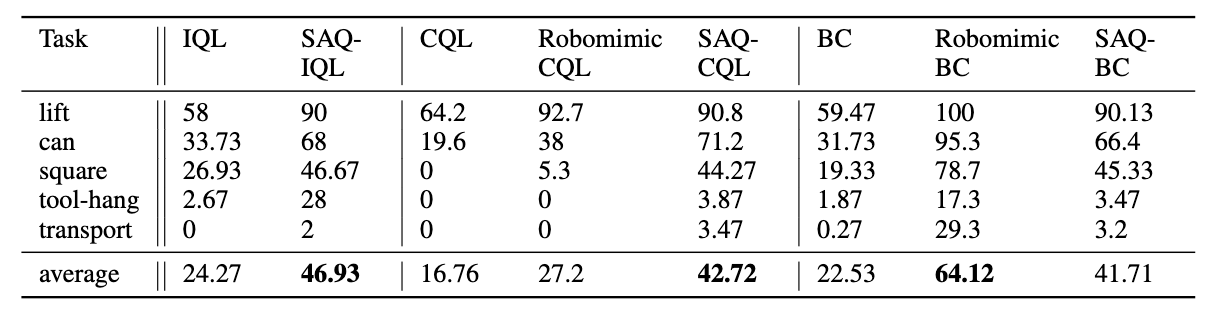 Task IQL SAQ-IQL CQL Robomimic CQL SAQ-CQL BC Robomimic BC SAQ-BC
lift 58 90 64.2 92.7 90.8 59.47 100 90.13
can 33.73 68 19.6 38 71.2 31.73 95.3 66.4
square 26.93 46.67 0 5.3 44.27 19.33 78.7 45.33
tool-hang 2.67 28 0 0 3.87 1.87 17.3 3.47
transport 0 2 0 0 3.47 0.27 29.3 3.2
average 24.27 46.93 16.76 27.2 42.72 22.53 64.12 41.71